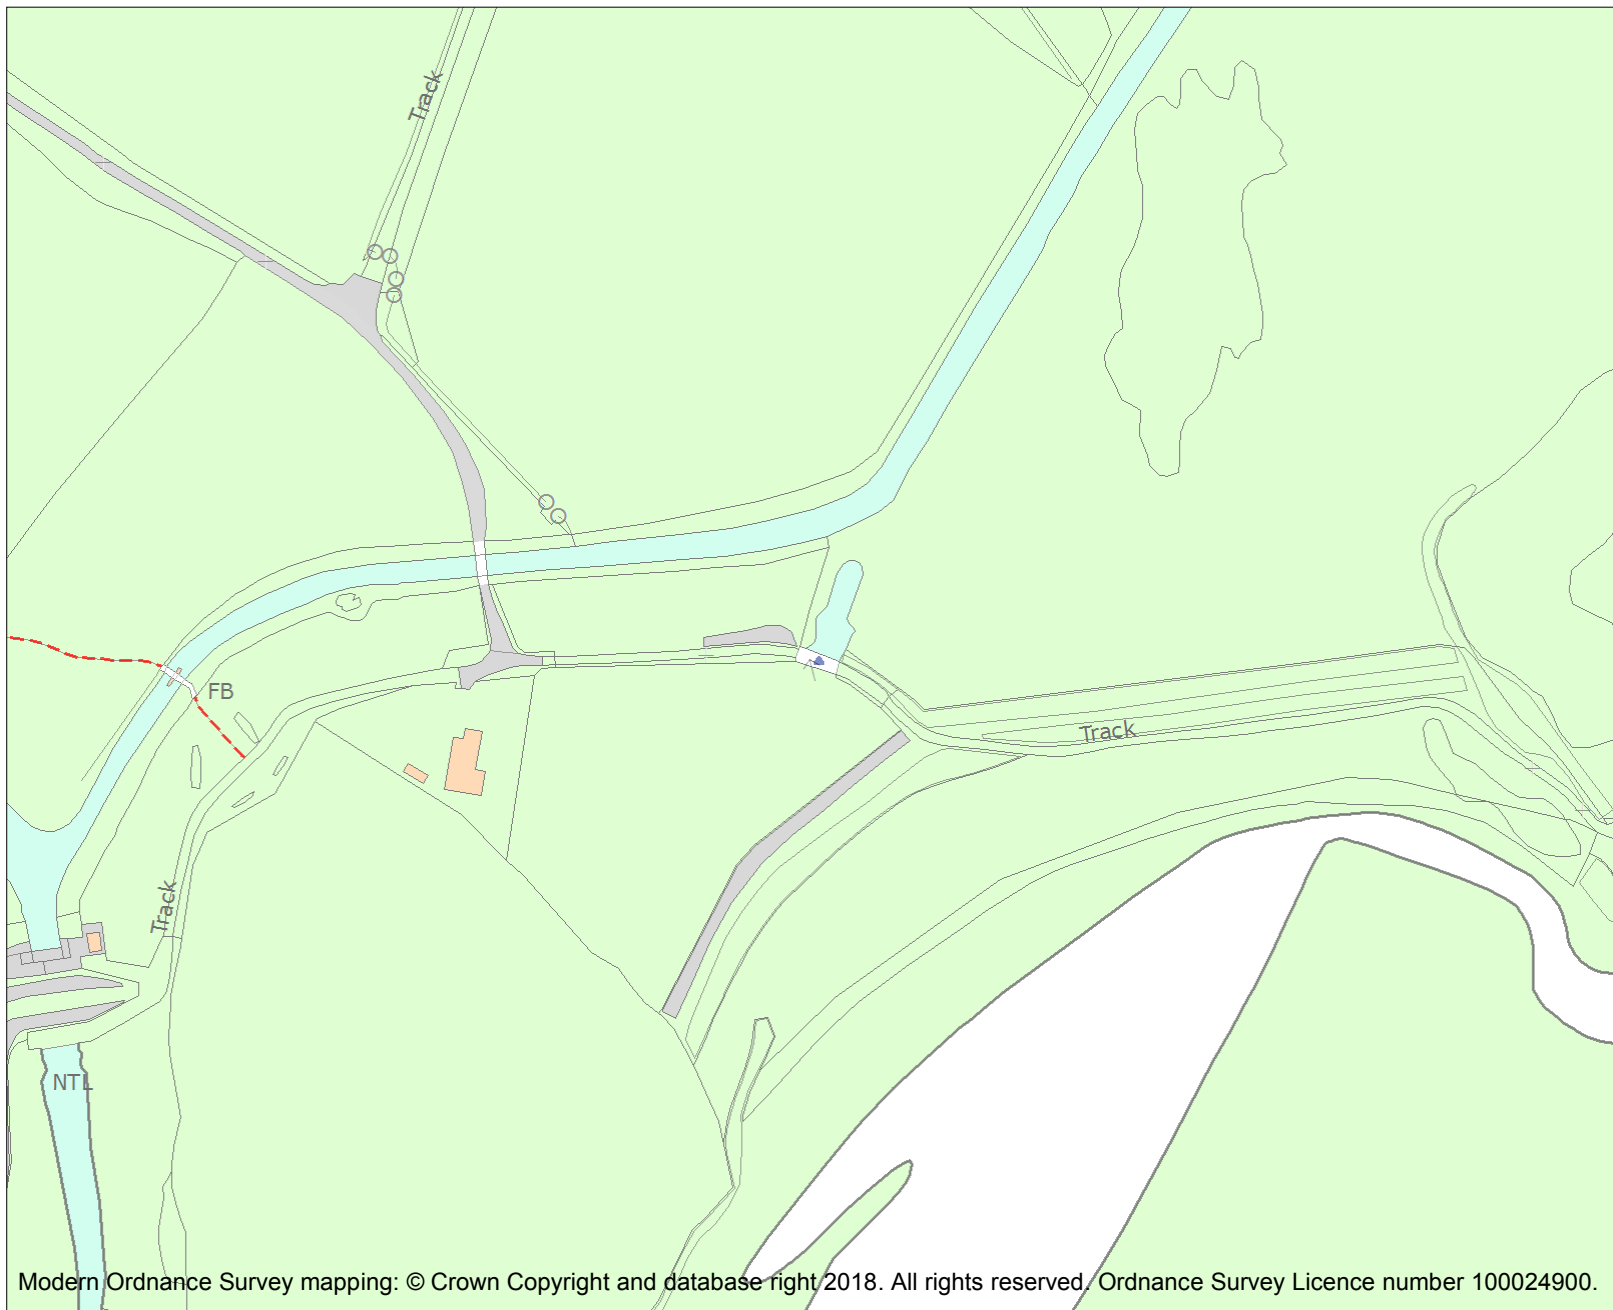 Track
FB
Track
Track
NTL
Modern Ordnance Survey mapping: © Crown Copyright and database right 2018. All rights reserved. Ordnance Survey Licence number 100024900.